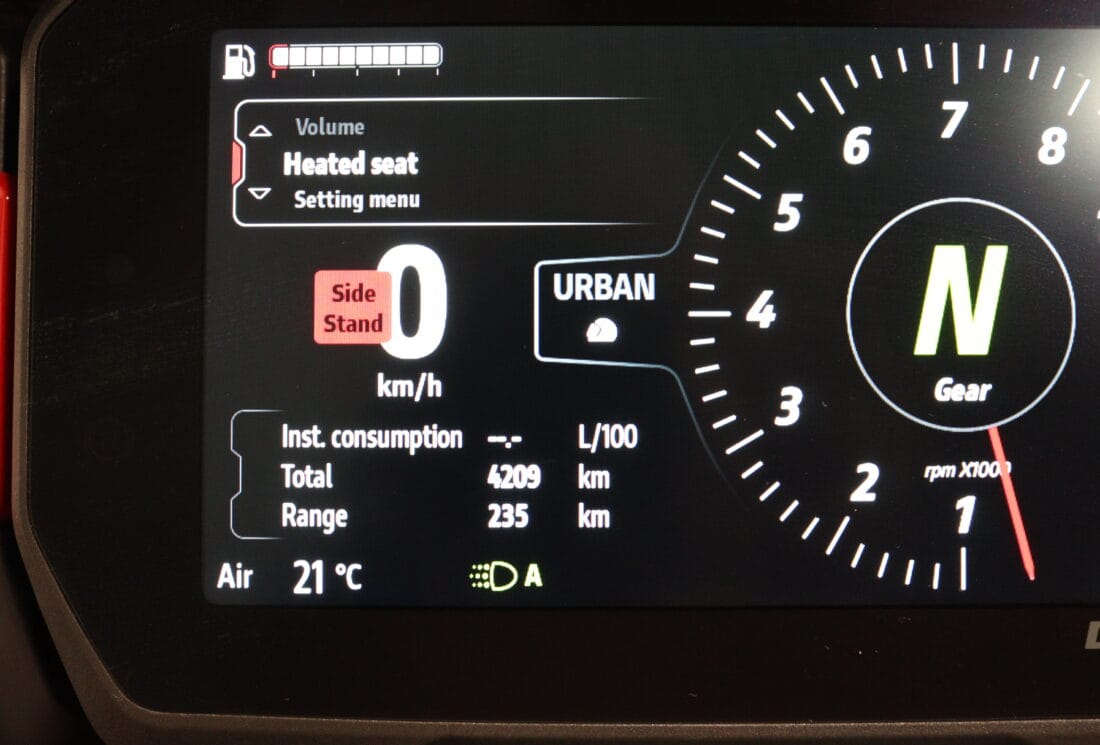 Volume
Heated seat
Setting menu
Side
Stand
0
km/h
URBAN
Inst. consumption --.- L/100
Total 4209 km
Range 235 km
Air 21 °C
A
1
2
3
4
5
6
7
8
N
Gear
rpm X1000